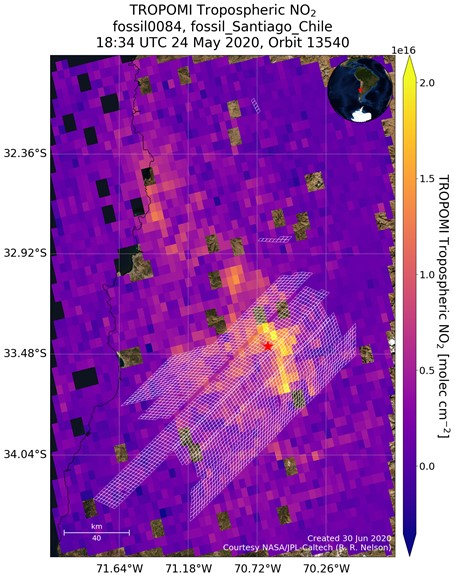 TROPOMI Tropospheric NO₂
fossil0084, fossil_Santiago_Chile
18:34 UTC 24 May 2020, Orbit 13540
1e16
2.0
1.5
1.0
0.5
0.0
TROPOMI Tropospheric NO₂ [molec cm⁻²]
32.36°S
32.92°S
33.48°S
34.04°S
km
40
Created 30 Jun 2020
Courtesy NASA/JPL-Caltech (R. R. Nelson)
71.64°W 71.18°W 70.72°W 70.26°W